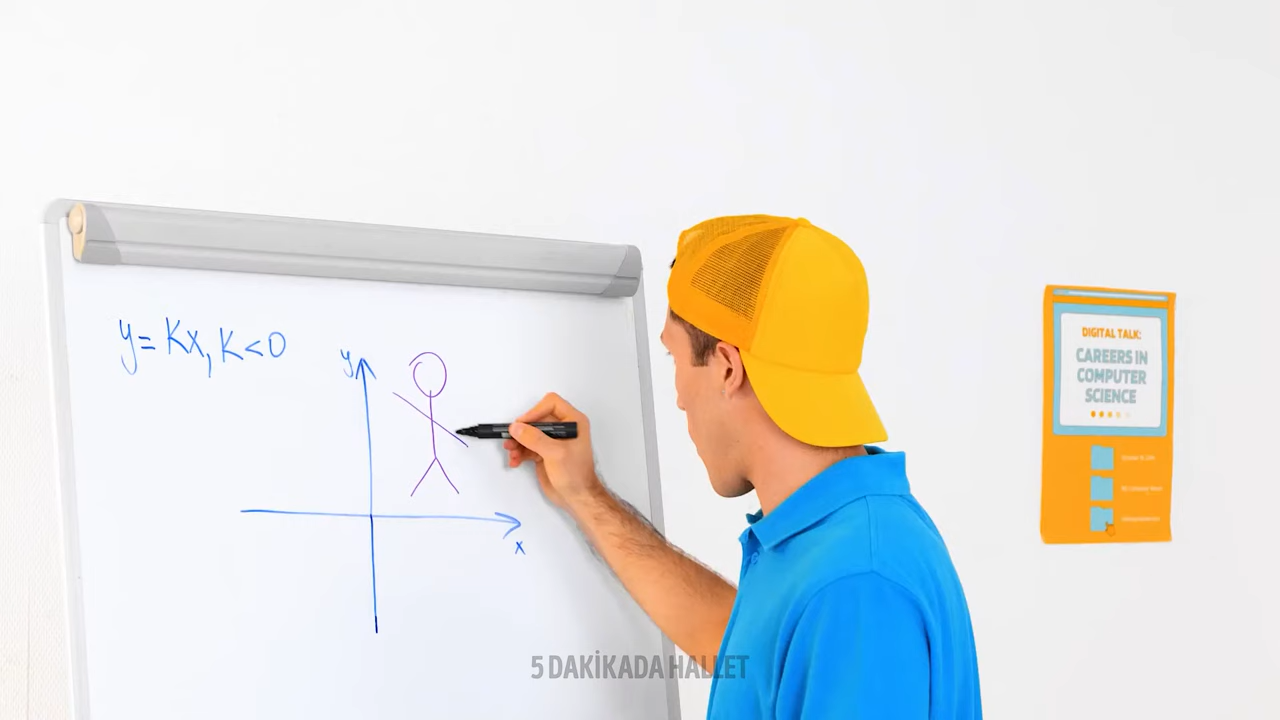 y = Kx, K < 0
y
x
DIGITAL TALK:
CAREERS IN
COMPUTER
SCIENCE
5 DAKİKADA HALLET